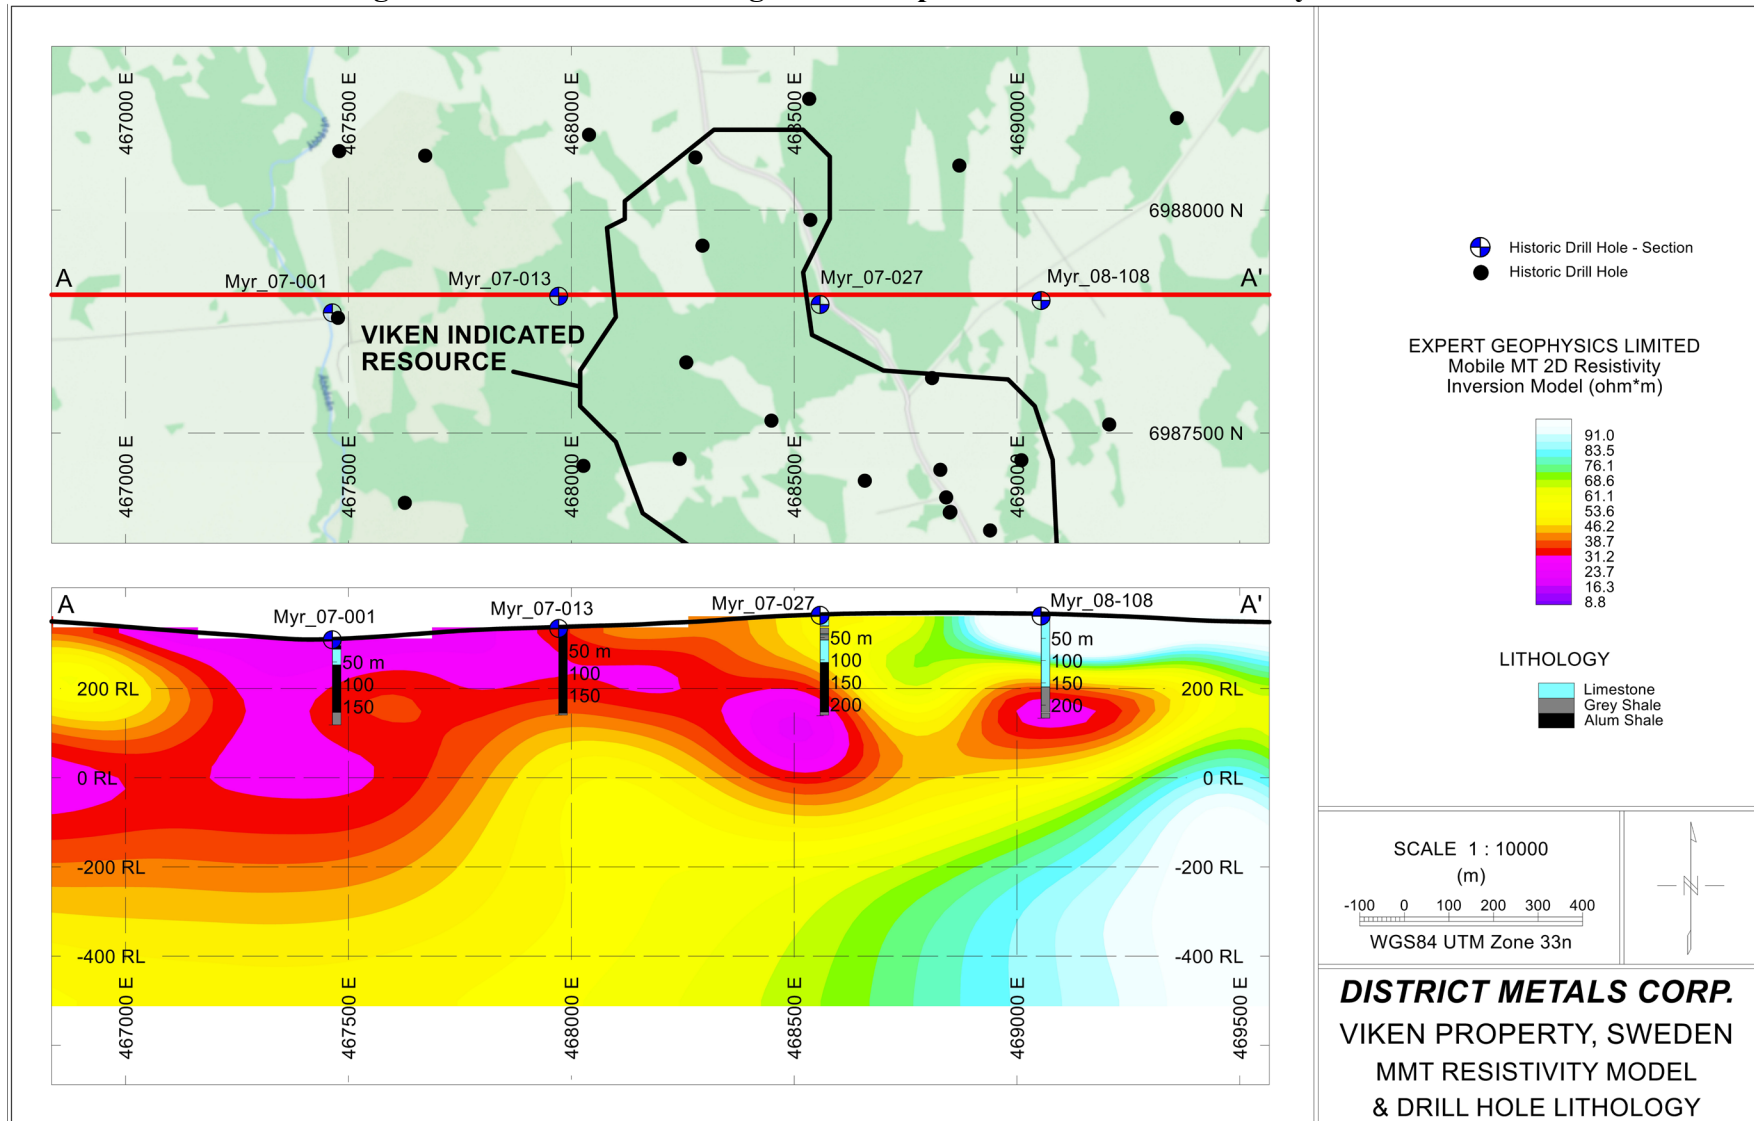 467000 E
467500 E
468000 E
468500 E
469000 E
6988000 N
A
Myr_07-001
Myr_07-013
Myr_07-027
Myr_08-108
A'
VIKEN INDICATED
RESOURCE
6987500 N
467000 E
467500 E
468000 E
468500 E
469000 E
A
Myr_07-001
Myr_07-013
Myr_07-027
Myr_08-108
A'
50 m
100
150
50 m
100
150
50 m
100
150
200
50 m
100
150
200
200 RL
200 RL
0 RL
0 RL
-200 RL
-200 RL
-400 RL
-400 RL
467000 E
467500 E
468000 E
468500 E
469000 E
469500 E
Historic Drill Hole - Section
Historic Drill Hole
EXPERT GEOPHYSICS LIMITED
Mobile MT 2D Resistivity
Inversion Model (ohm*m)
91.0
83.5
76.1
68.6
61.1
53.6
46.2
38.7
31.2
23.7
16.3
8.8
LITHOLOGY
Limestone
Grey Shale
Alum Shale
SCALE 1 : 10000
(m)
-100 0 100 200 300 400
WGS84 UTM Zone 33n
N
DISTRICT METALS CORP.
VIKEN PROPERTY, SWEDEN
MMT RESISTIVITY MODEL
& DRILL HOLE LITHOLOGY